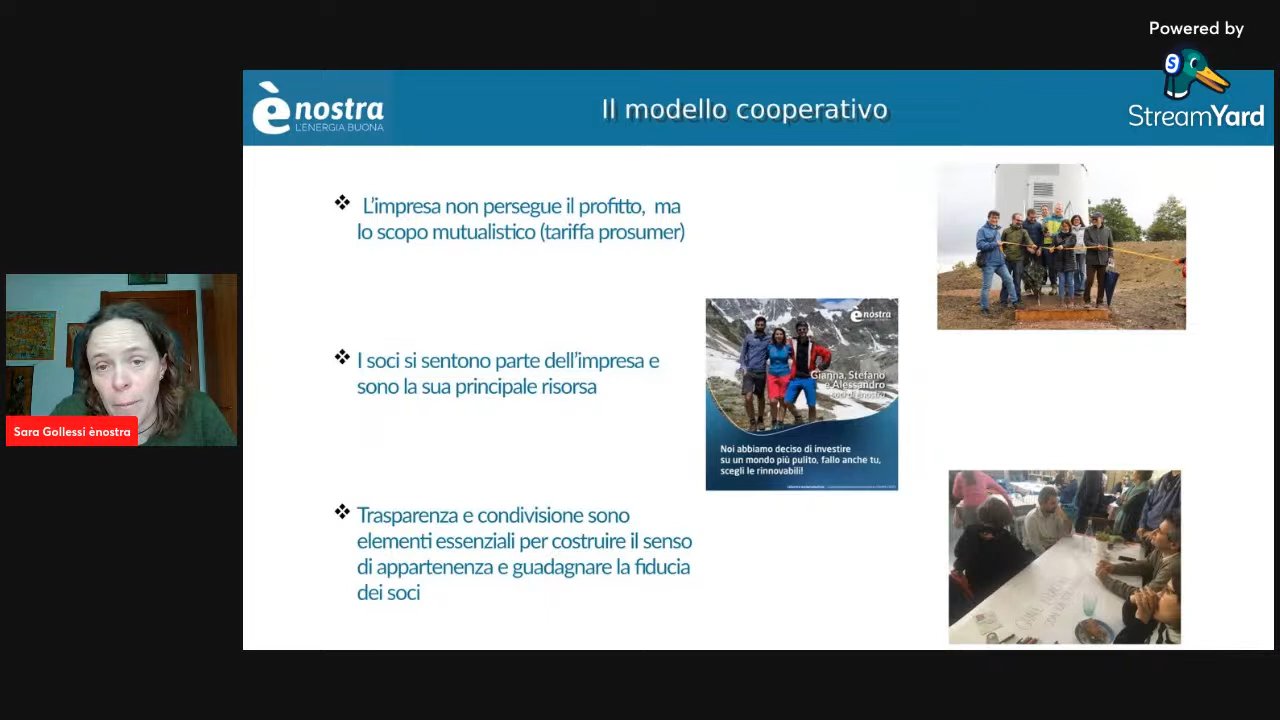 Powered by
StreamYard
ènostra
L'ENERGIA BUONA
Il modello cooperativo
❖ L'impresa non persegue il profitto, ma
lo scopo mutualistico (tariffa prosumer)
❖ I soci si sentono parte dell'impresa e
sono la sua principale risorsa
❖ Trasparenza e condivisione sono
elementi essenziali per costruire il senso
di appartenenza e guadagnare la fiducia
dei soci
ènostra
Gianna, Stefano
e Alessandro
soci di ènostra
Noi abbiamo deciso di investire
su un mondo più pulito, fallo anche tu,
scegli le rinnovabili!
Sara Gollessi ènostra